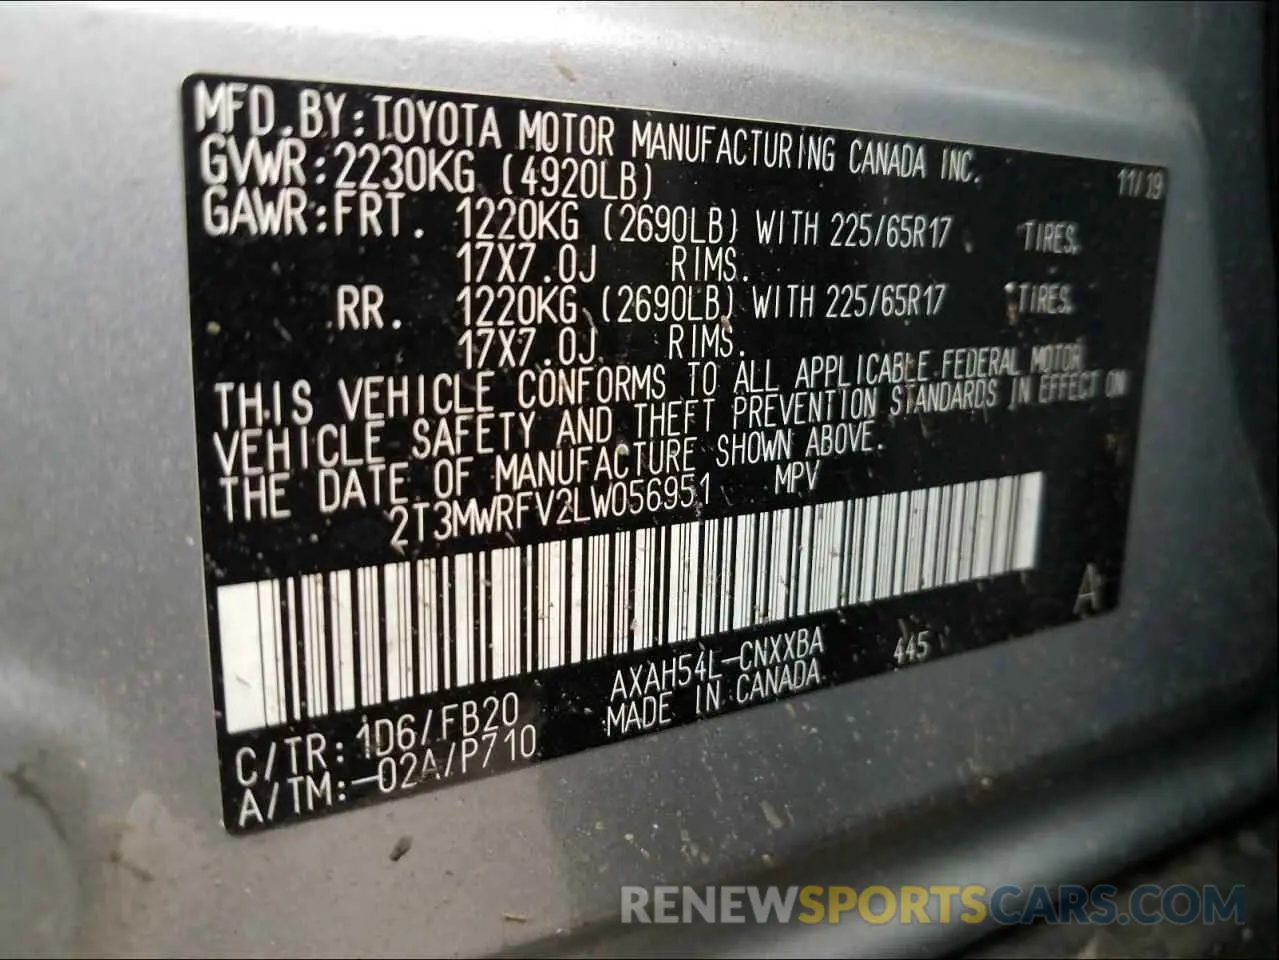 MFD.BY:TOYOTA MOTOR MANUFACTURING CANADA INC. 11/19
GVWR:2230KG (4920LB)
GAWR:FRT. 1220KG (2690LB) WITH 225/65R17 TIRES,
17X7.0J RIMS.
RR. 1220KG (2690LB) WITH 225/65R17 TIRES,
17X7.0J RIMS.
THIS VEHICLE CONFORMS TO ALL APPLICABLE FEDERAL MOTOR
VEHICLE SAFETY AND THEFT PREVENTION STANDARDS IN EFFECT ON
THE DATE OF MANUFACTURE SHOWN ABOVE.
2T3MWRFV2LW056951 MPV
A
AXAH54L-CNXXBA 445
C/TR:1D6/FB20 MADE IN CANADA
A/TM:-02A/P710
RENEWSPORTSCARS.COM